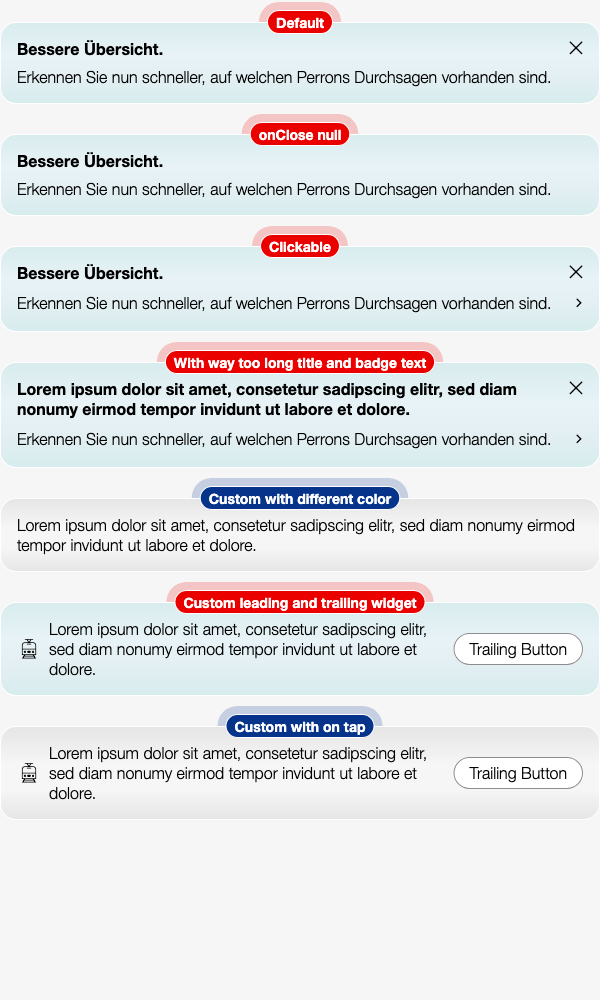 Default
Bessere Übersicht.
Erkennen Sie nun schneller, auf welchen Perrons Durchsagen vorhanden sind.
onClose null
Bessere Übersicht.
Erkennen Sie nun schneller, auf welchen Perrons Durchsagen vorhanden sind.
Clickable
Bessere Übersicht.
Erkennen Sie nun schneller, auf welchen Perrons Durchsagen vorhanden sind.
With way too long title and badge text
Lorem ipsum dolor sit amet, consetetur sadipscing elitr, sed diam
nonumy eirmod tempor invidunt ut labore et dolore.
Erkennen Sie nun schneller, auf welchen Perrons Durchsagen vorhanden sind.
Custom with different color
Lorem ipsum dolor sit amet, consetetur sadipscing elitr, sed diam nonumy eirmod
tempor invidunt ut labore et dolore.
Custom leading and trailing widget
Lorem ipsum dolor sit amet, consetetur sadipscing elitr,
sed diam nonumy eirmod tempor invidunt ut labore et
dolore.
Trailing Button
Custom with on tap
Lorem ipsum dolor sit amet, consetetur sadipscing elitr,
sed diam nonumy eirmod tempor invidunt ut labore et
dolore.
Trailing Button